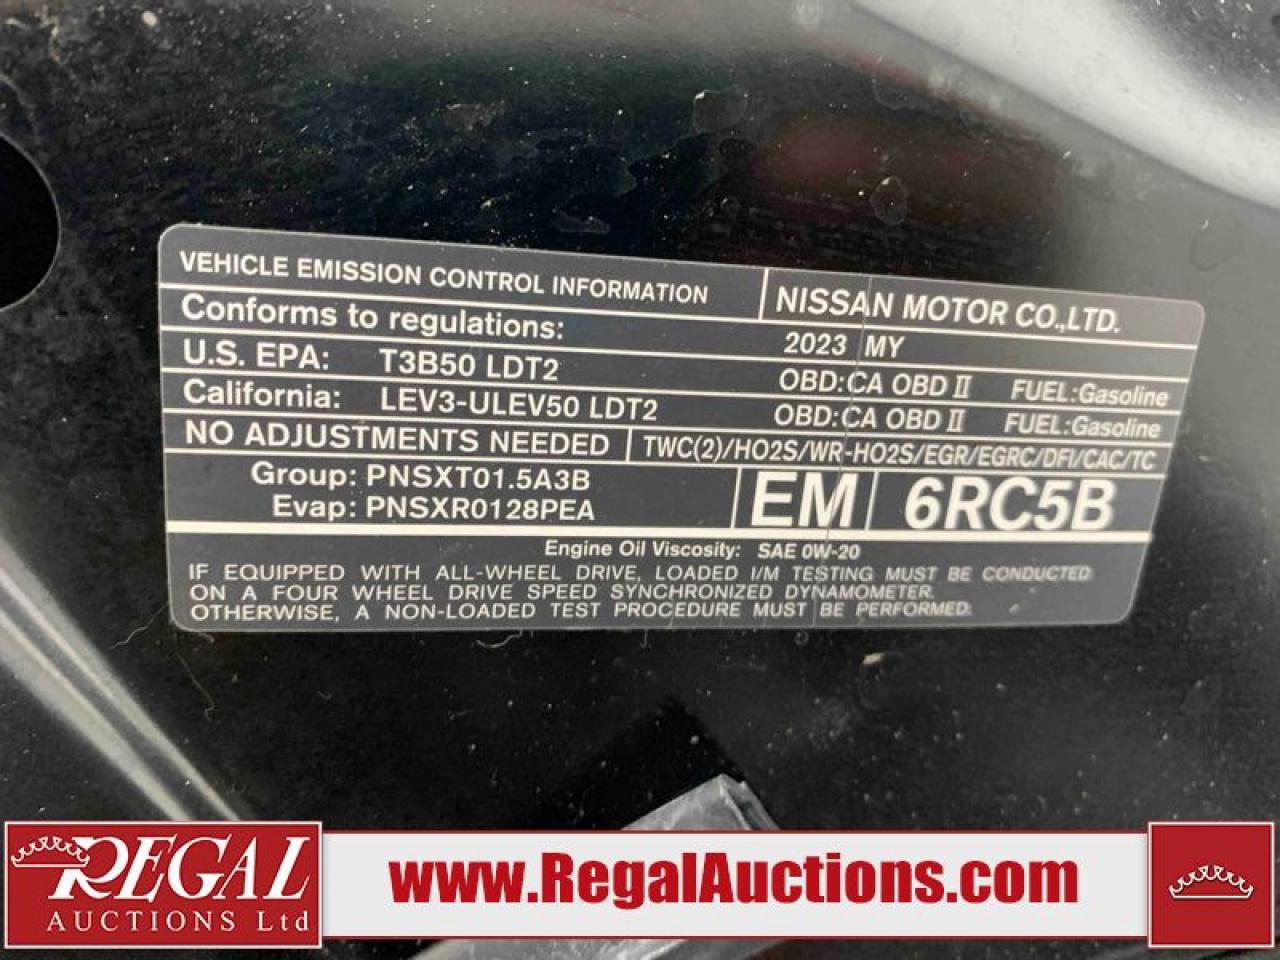 VEHICLE EMISSION CONTROL INFORMATION
NISSAN MOTOR CO.,LTD.
Conforms to regulations:
2023 MY
U.S. EPA: T3B50 LDT2 OBD:CA OBD II FUEL:Gasoline
California: LEV3-ULEV50 LDT2 OBD:CA OBD II FUEL:Gasoline
NO ADJUSTMENTS NEEDED TWC(2)/HO2S/WR-HO2S/EGR/EGRC/DFI/CAC/TC
Group: PNSXT01.5A3B
Evap: PNSXR0128PEA
EM 6RC5B
Engine Oil Viscosity: SAE 0W-20
IF EQUIPPED WITH ALL-WHEEL DRIVE, LOADED I/M TESTING MUST BE CONDUCTED
ON A FOUR WHEEL DRIVE SPEED SYNCHRONIZED DYNAMOMETER.
OTHERWISE, A NON-LOADED TEST PROCEDURE MUST BE PERFORMED.
REGAL
AUCTIONS Ltd
www.RegalAuctions.com